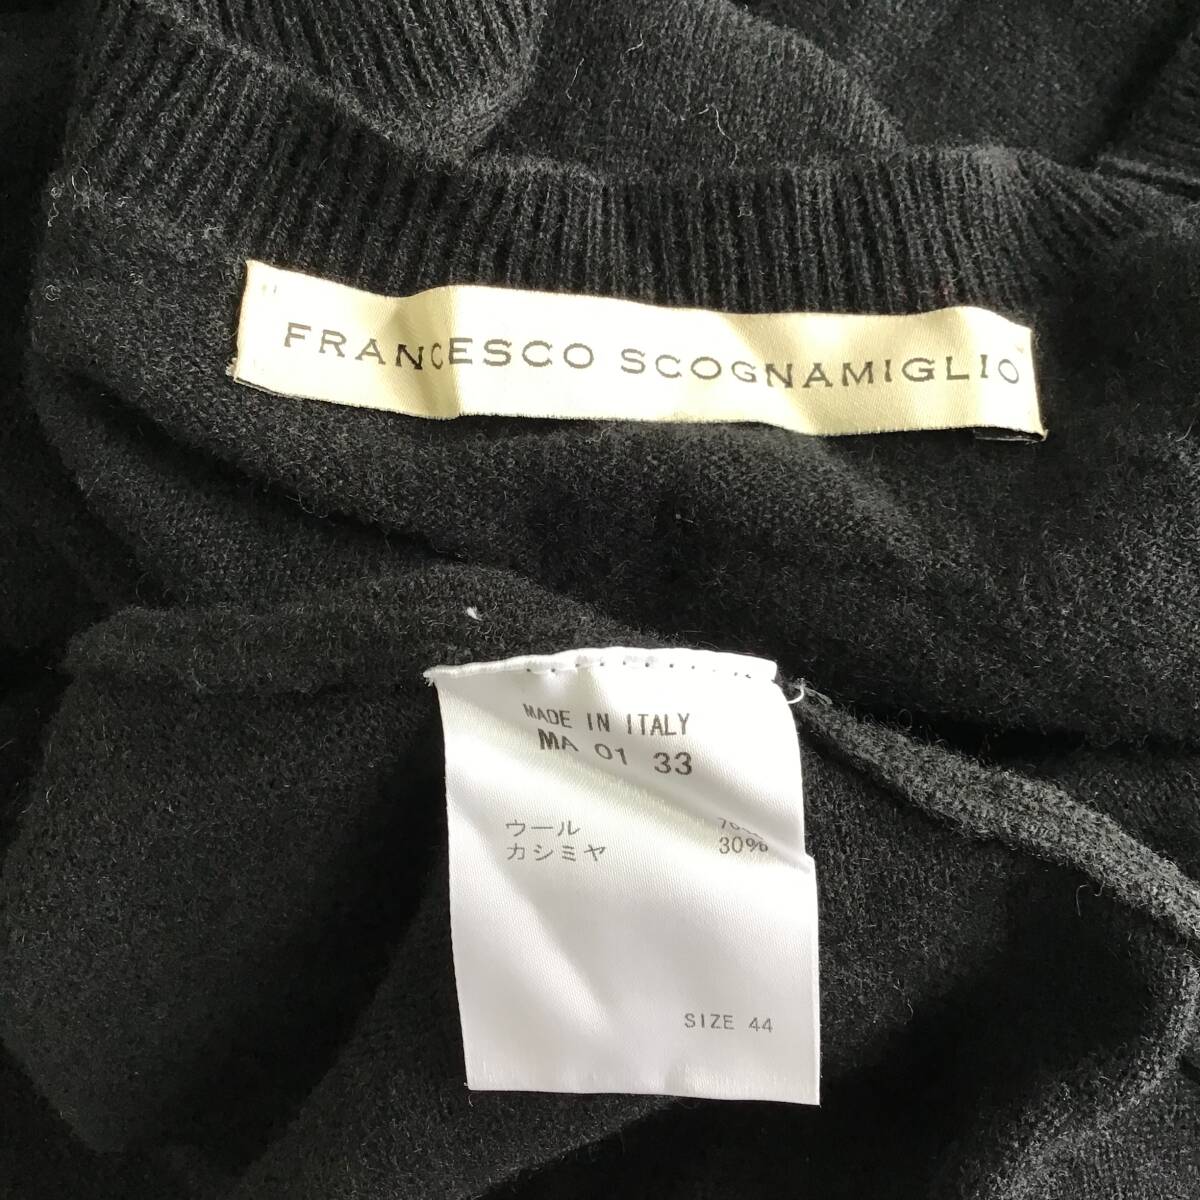 FRANCESCO SCOGNAMIGLIO
MADE IN ITALY
MA 01 33
ウール
カシミヤ 30%
SIZE 44